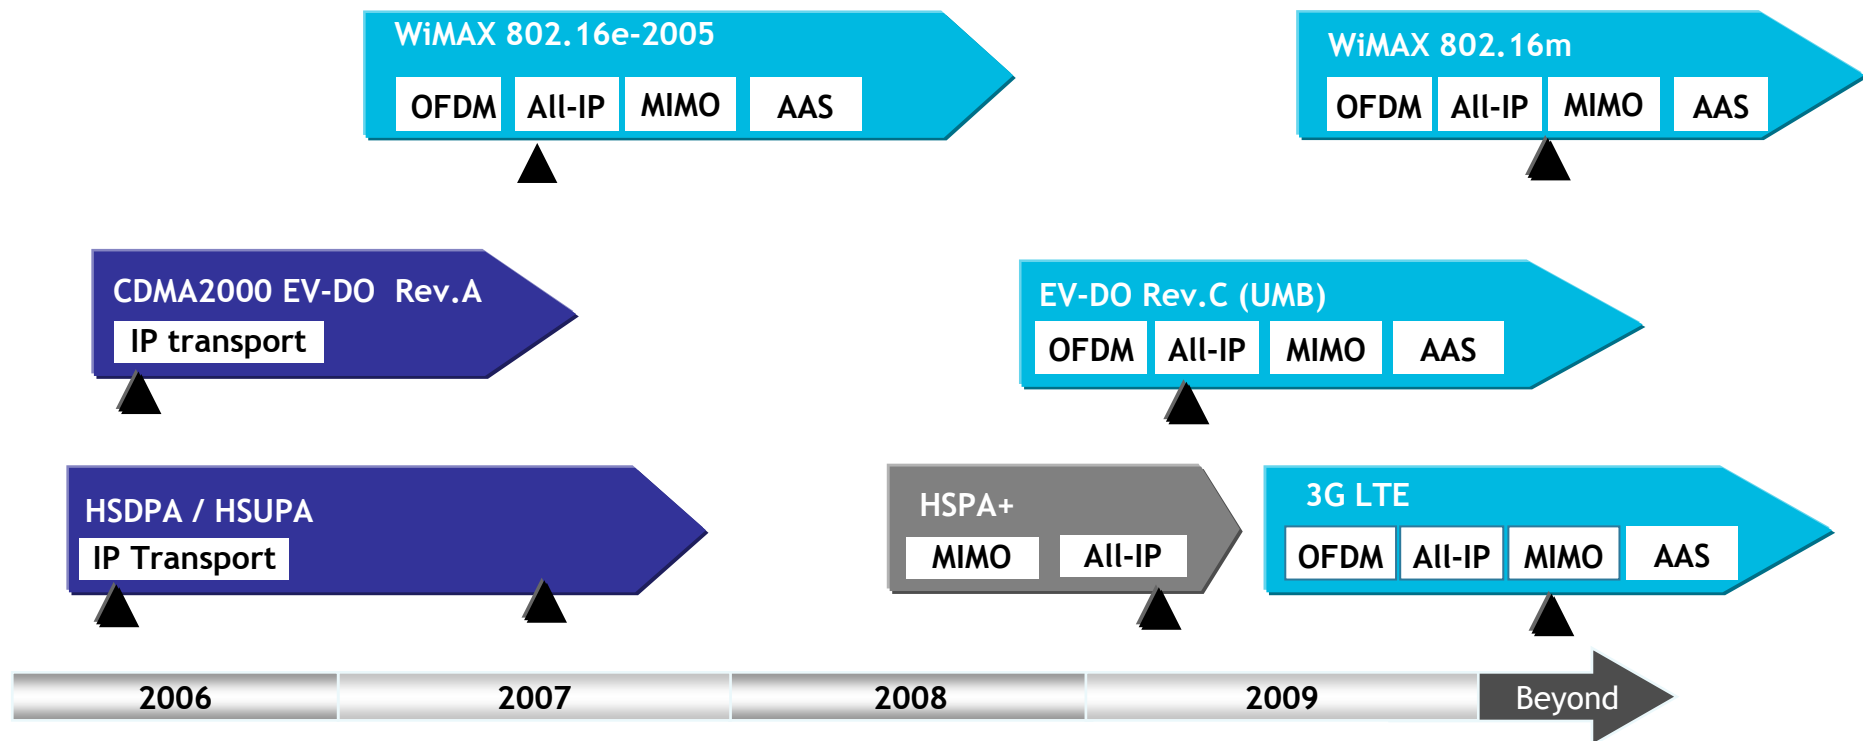 WiMAX 802.16e-2005
OFDM All-IP MIMO AAS
WiMAX 802.16m
OFDM All-IP MIMO AAS
CDMA2000 EV-DO Rev.A
IP transport
EV-DO Rev.C (UMB)
OFDM All-IP MIMO AAS
HSDPA / HSUPA
IP Transport
HSPA+
MIMO All-IP
3G LTE
OFDM All-IP MIMO AAS
2006 2007 2008 2009 Beyond